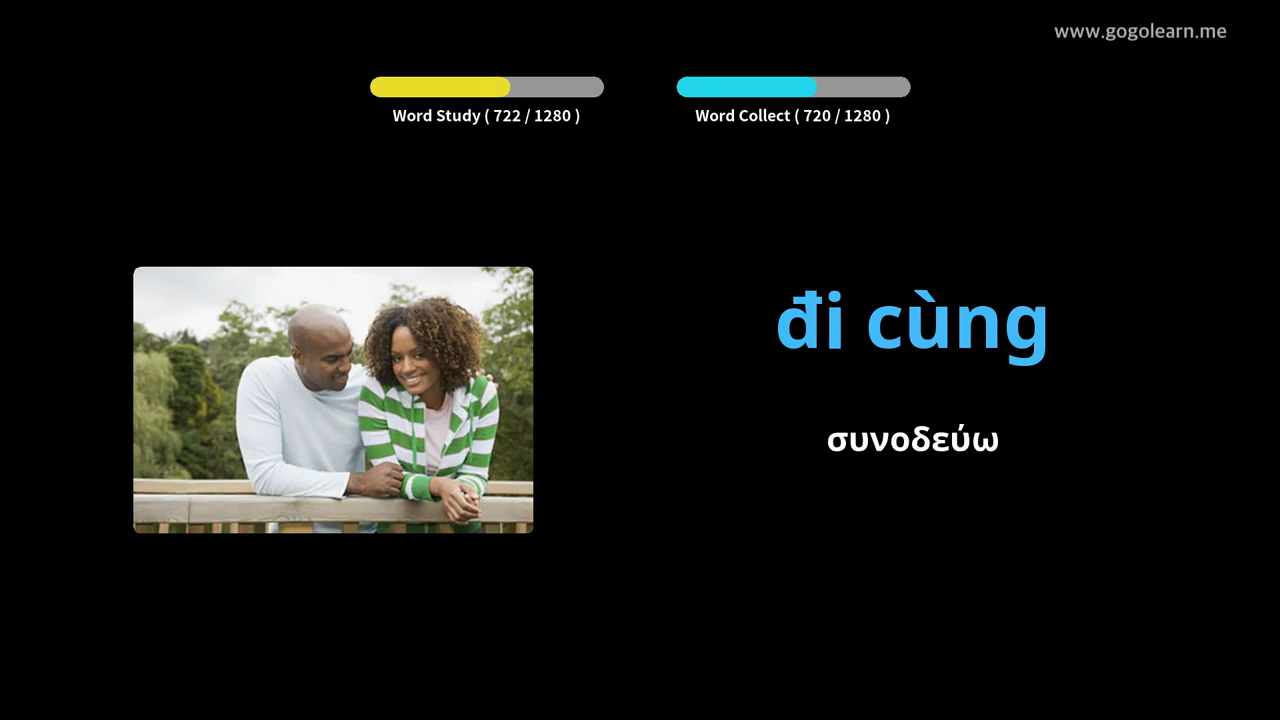 www.gogolearn.me
Word Study ( 722 / 1280 )
Word Collect ( 720 / 1280 )
đi cùng
συνοδεύω